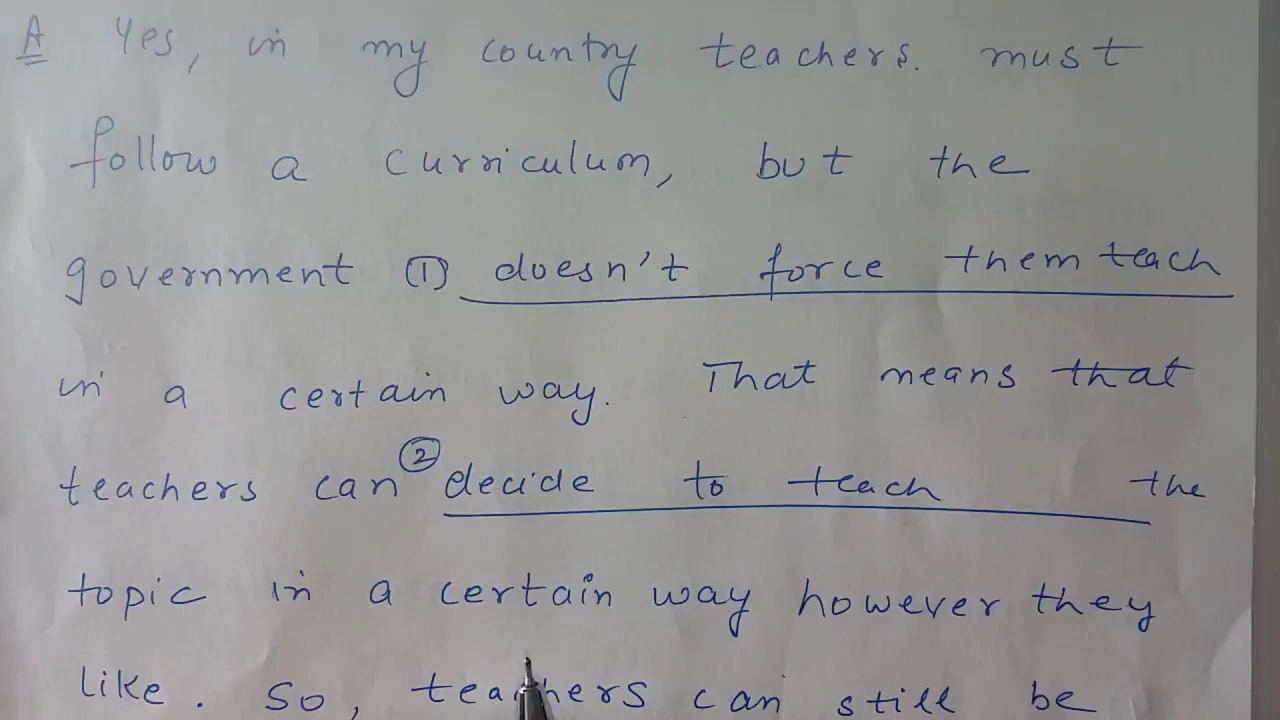 A Yes, in my country teachers. must
follow a curriculum, but the
government (1) doesn't force them teach
in a certain way. That means that
teachers can (2) decide to teach the
topic in a certain way however they
like. So, teachers can still be